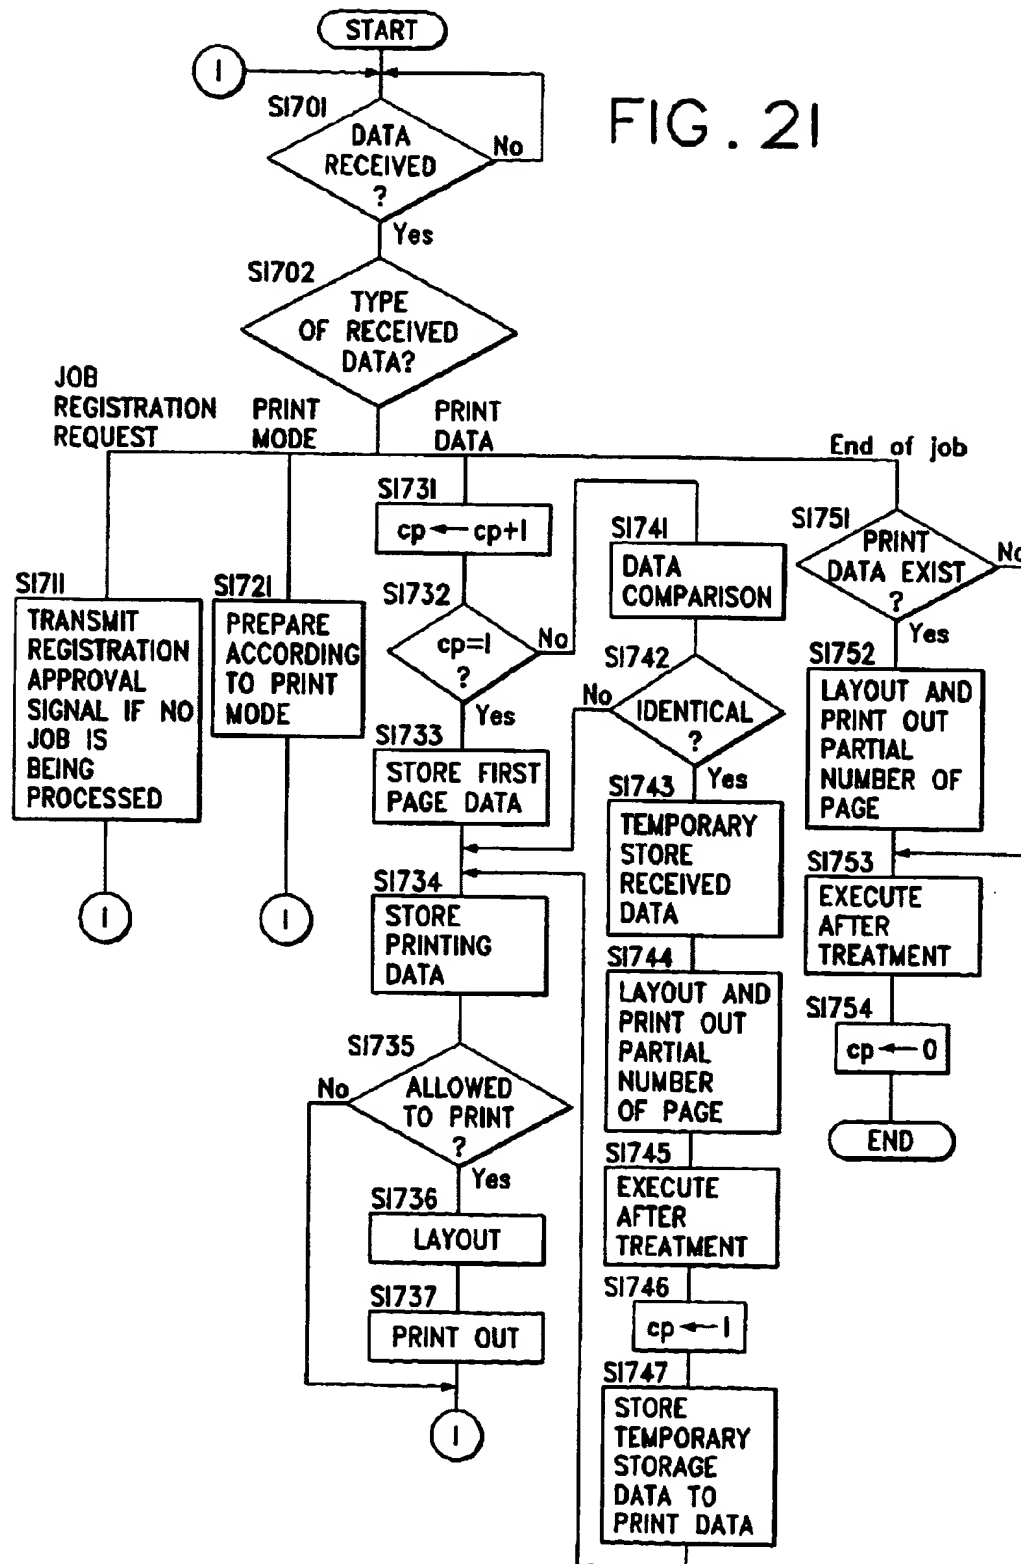 START
1
FIG. 21
S1701
DATA
RECEIVED
?
No
Yes
S1702
TYPE
OF RECEIVED
DATA?
JOB
REGISTRATION
REQUEST
PRINT
MODE
PRINT
DATA
End of job
S1711
TRANSMIT
REGISTRATION
APPROVAL
SIGNAL IF NO
JOB IS
BEING
PROCESSED
1
S1721
PREPARE
ACCORDING
TO PRINT
MODE
1
S1731
cp ← cp+1
S1732
cp=1
?
No
Yes
S1733
STORE FIRST
PAGE DATA
S1734
STORE
PRINTING
DATA
S1735
ALLOWED
TO PRINT
?
No
Yes
S1736
LAYOUT
S1737
PRINT OUT
1
S1741
DATA
COMPARISON
S1742
IDENTICAL
?
No
Yes
S1743
TEMPORARY
STORE
RECEIVED
DATA
S1744
LAYOUT AND
PRINT OUT
PARTIAL
NUMBER
OF PAGE
S1745
EXECUTE
AFTER
TREATMENT
S1746
cp ← 1
S1747
STORE
TEMPORARY
STORAGE
DATA TO
PRINT DATA
S1751
PRINT
DATA EXIST
?
No
Yes
S1752
LAYOUT AND
PRINT OUT
PARTIAL
NUMBER OF
PAGE
S1753
EXECUTE
AFTER
TREATMENT
S1754
cp ← 0
END